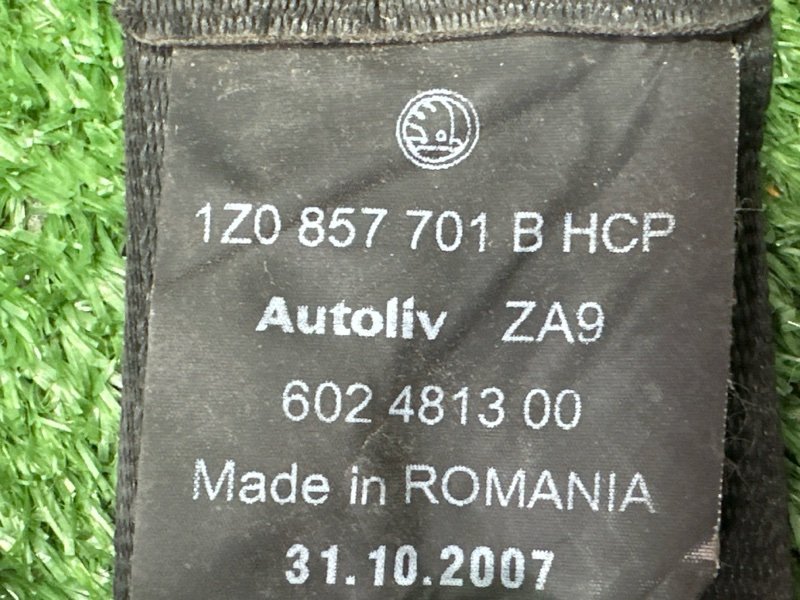 1Z0 857 701 B HCP
Autoliv ZA9
602 4813 00
Made in ROMANIA
31.10.2007